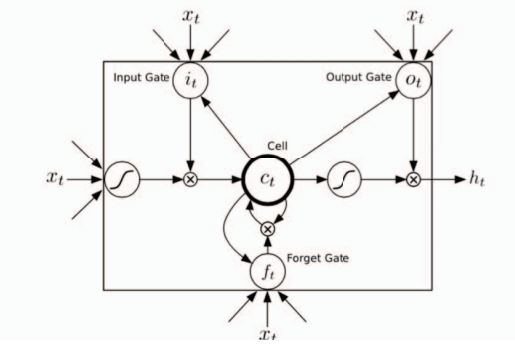 x_t x_t
Input Gate i_t Output Gate o_t
Cell
x_t c_t h_t
Forget Gate
f_t
x_t